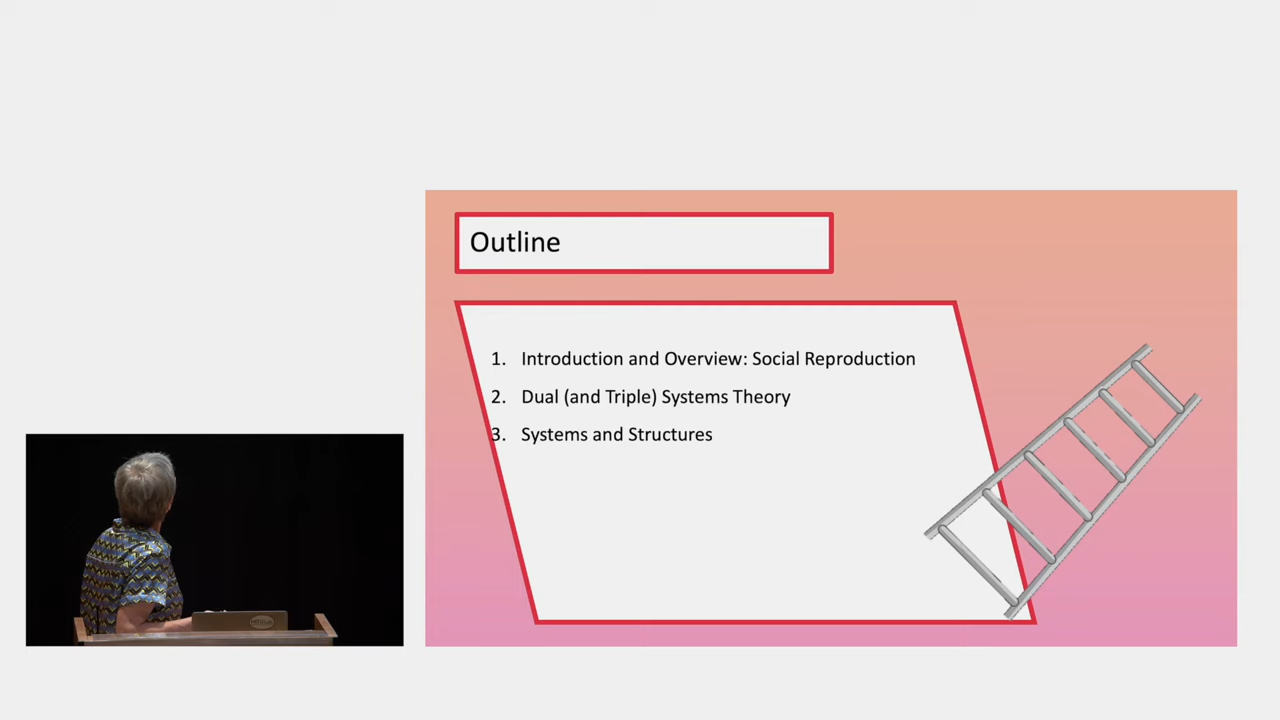 Outline
1. Introduction and Overview: Social Reproduction
2. Dual (and Triple) Systems Theory
3. Systems and Structures